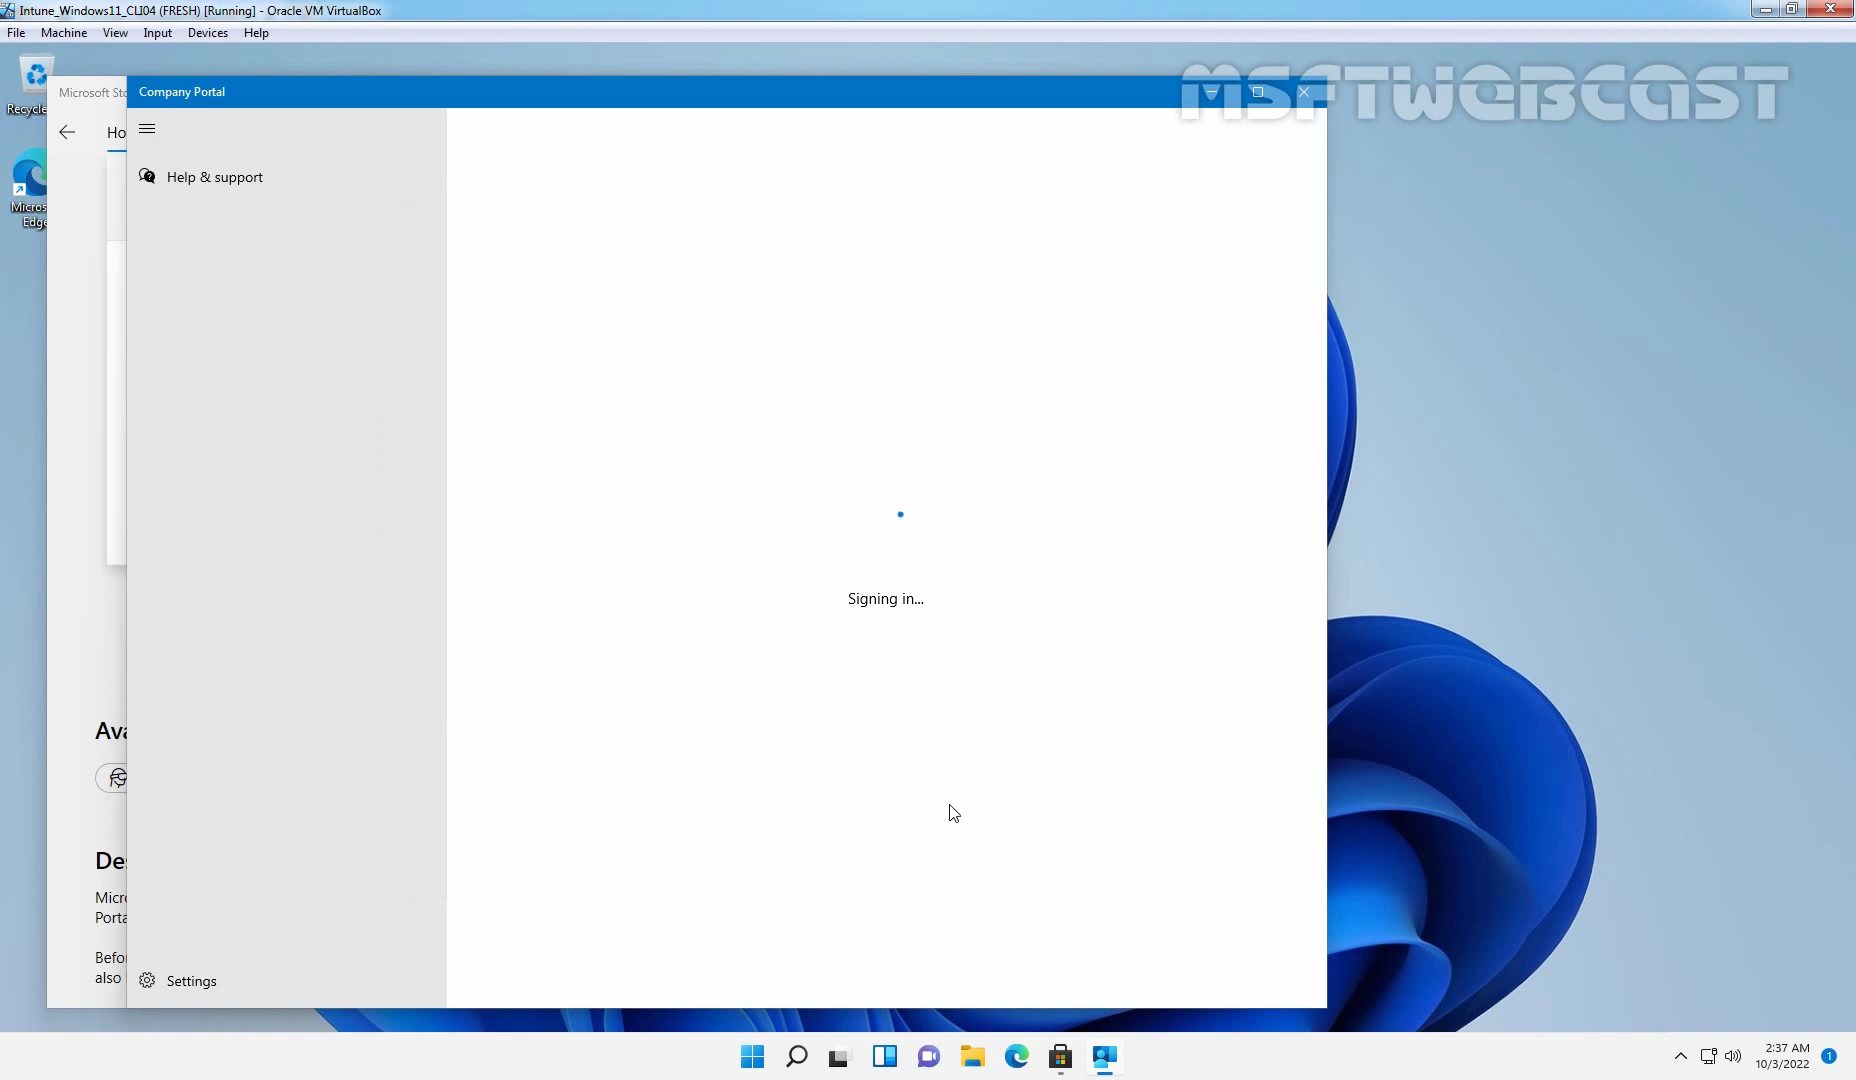 Intune_Windows11_CLI04 (FRESH) [Running] - Oracle VM VirtualBox
File Machine View Input Devices Help
MSFTWEBCAST
Recycle
Microsoft Sto
Company Portal
Ho
Help & support
Micros
Edge
Signing in...
Ava
Des
Micro
Porta
Befor
also
Settings
2:37 AM
10/3/2022
1